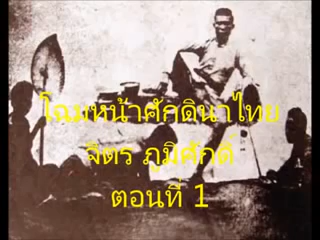 โฉมหน้าศักดินาไทย
จิตร ภูมิศักดิ์
ตอนที่ 1